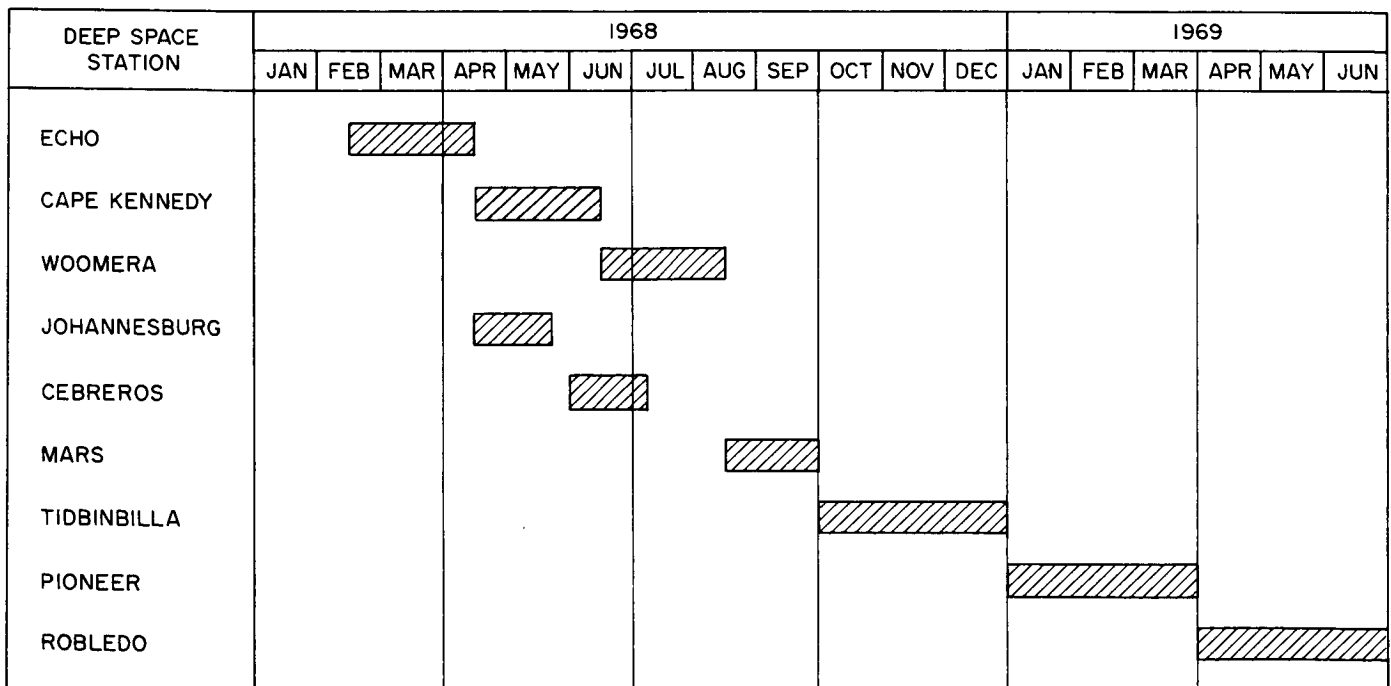 DEEP SPACE
STATION
1968
1969
JAN FEB MAR APR MAY JUN JUL AUG SEP OCT NOV DEC JAN FEB MAR APR MAY JUN
ECHO
CAPE KENNEDY
WOOMERA
JOHANNESBURG
CEBREROS
MARS
TIDBINBILLA
PIONEER
ROBLEDO